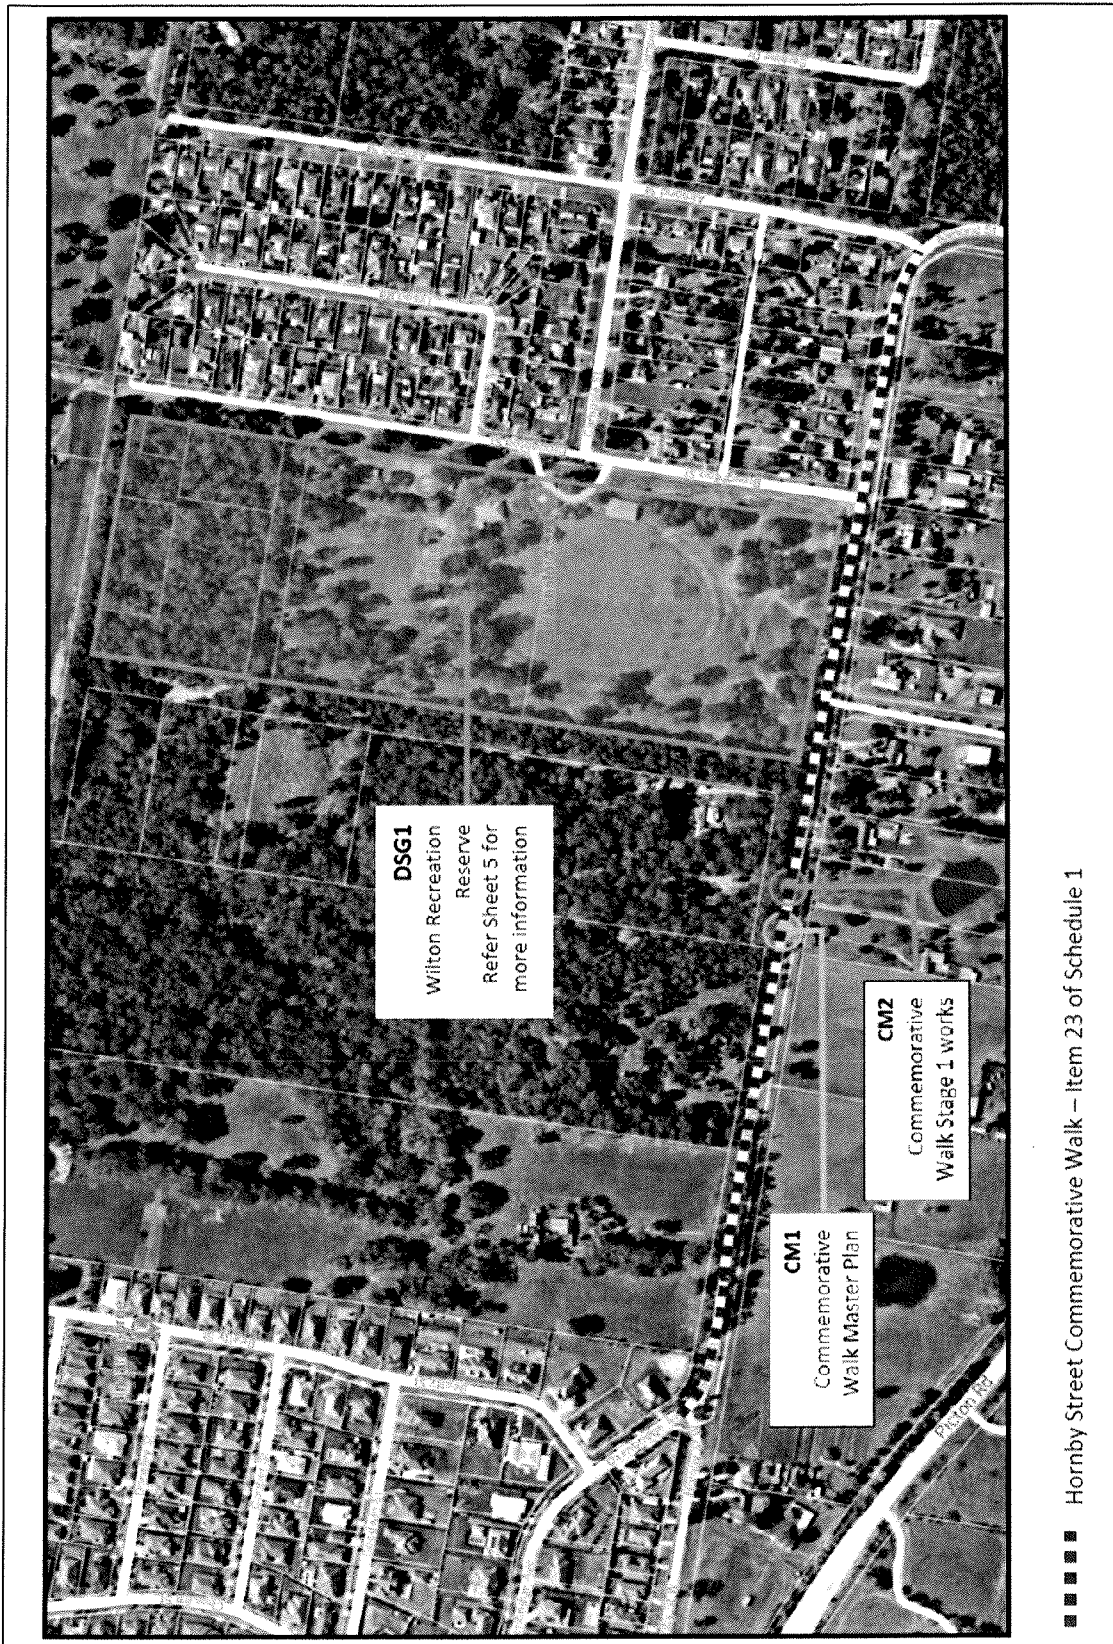 DSG1
Wilton Recreation
Reserve
Refer Sheet 5 for
more information
CM1
Commemorative
Walk Master Plan
CM2
Commemorative
Walk Stage 1 works
Hornby Street Commemorative Walk – Item 23 of Schedule 1